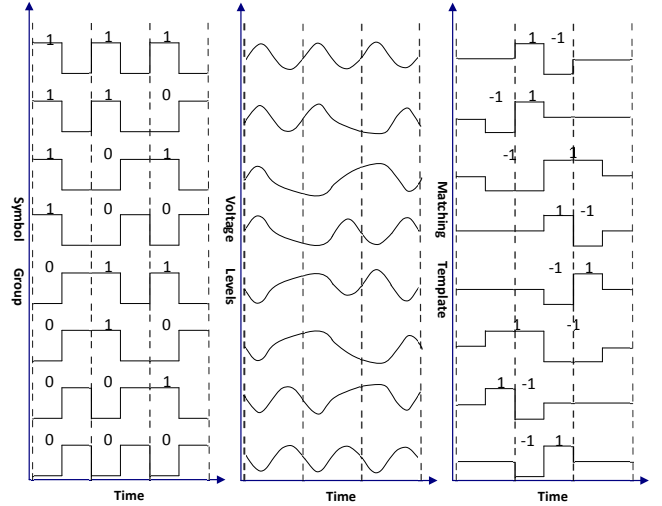 Symbol Group
1 1 1
1 1 0
1 0 1
1 0 0
0 1 1
0 1 0
0 0 1
0 0 0
Time
Voltage Levels
Time
Matching Template
1 -1
-1 1
-1 1
1 -1
-1 1
1 -1
1 -1
-1 1
Time